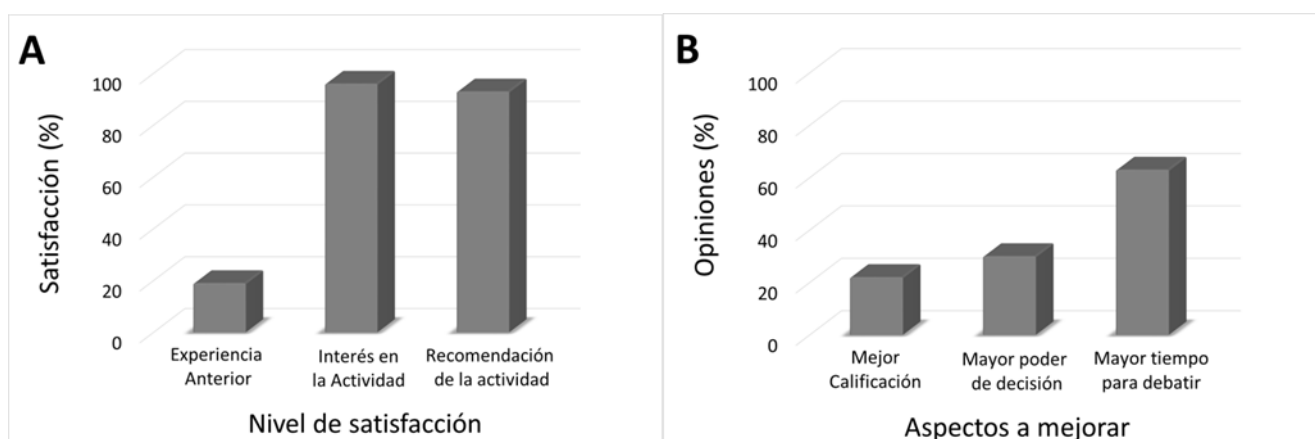 A
Satisfacción (%)
100
80
60
40
20
0
Experiencia
Anterior
Interés en
la Actividad
Recomendación
de la actividad
Nivel de satisfacción
B
Opiniones (%)
100
80
60
40
20
0
Mejor
Calificación
Mayor poder
de decisión
Mayor tiempo
para debatir
Aspectos a mejorar